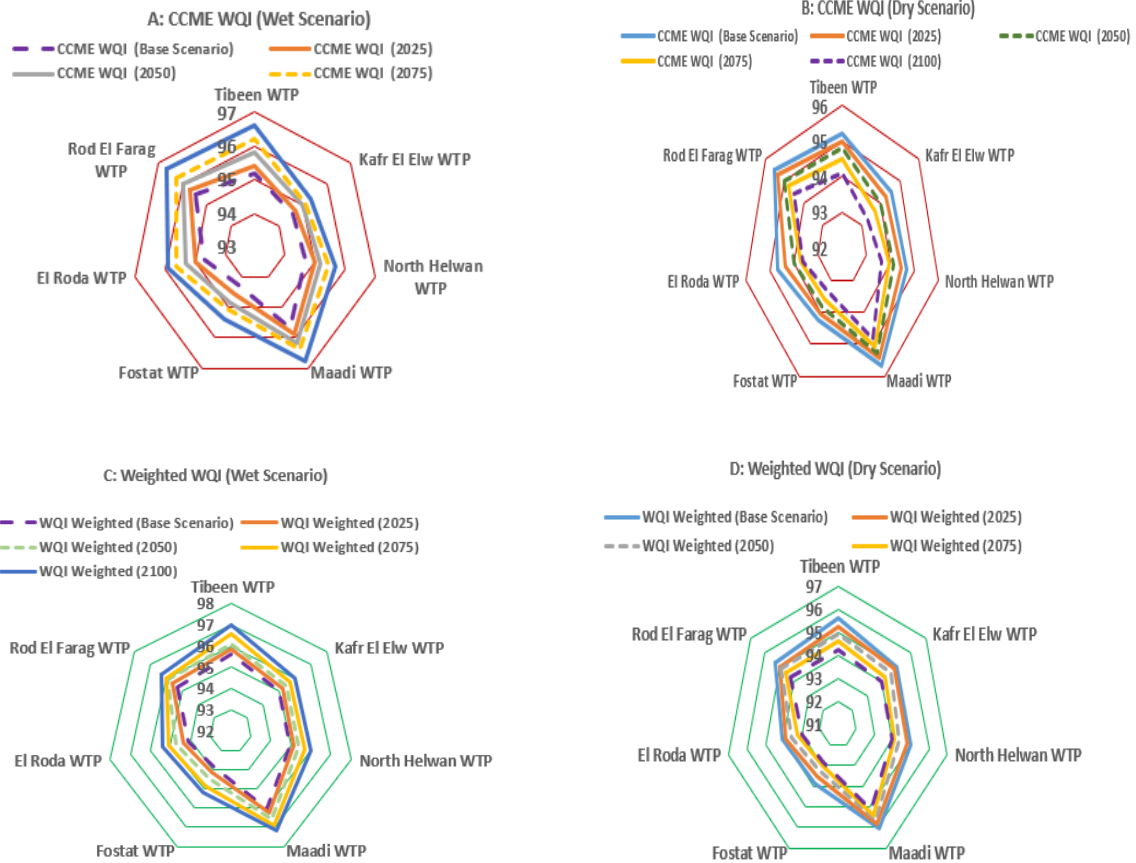 A: CCME WQI (Wet Scenario)
CCME WQI (Base Scenario) CCME WQI (2025)
CCME WQI (2050) CCME WQI (2075)
Tibeen WTP
97
96
95
94
93
Kafr El Elw WTP
North Helwan
WTP
Maadi WTP
Fostat WTP
El Roda WTP
Rod El Farag
WTP
B: CCME WQI (Dry Scenario)
CCME WQI (Base Scenario) CCME WQI (2025) CCME WQI (2050)
CCME WQI (2075) CCME WQI (2100)
Tibeen WTP
96
95
94
93
92
Kafr El Elw WTP
North Helwan WTP
Maadi WTP
Fostat WTP
El Roda WTP
Rod El Farag WTP
C: Weighted WQI (Wet Scenario)
WQI Weighted (Base Scenario) WQI Weighted (2025)
WQI Weighted (2050) WQI Weighted (2075)
WQI Weighted (2100)
Tibeen WTP
98
97
96
95
94
93
92
Kafr El Elw WTP
North Helwan WTP
Maadi WTP
Fostat WTP
El Roda WTP
Rod El Farag WTP
D: Weighted WQI (Dry Scenario)
WQI Weighted (Base Scenario) WQI Weighted (2025)
WQI Weighted (2050) WQI Weighted (2075)
Tibeen WTP
97
96
95
94
93
92
91
Kafr El Elw WTP
North Helwan WTP
Maadi WTP
Fostat WTP
El Roda WTP
Rod El Farag WTP